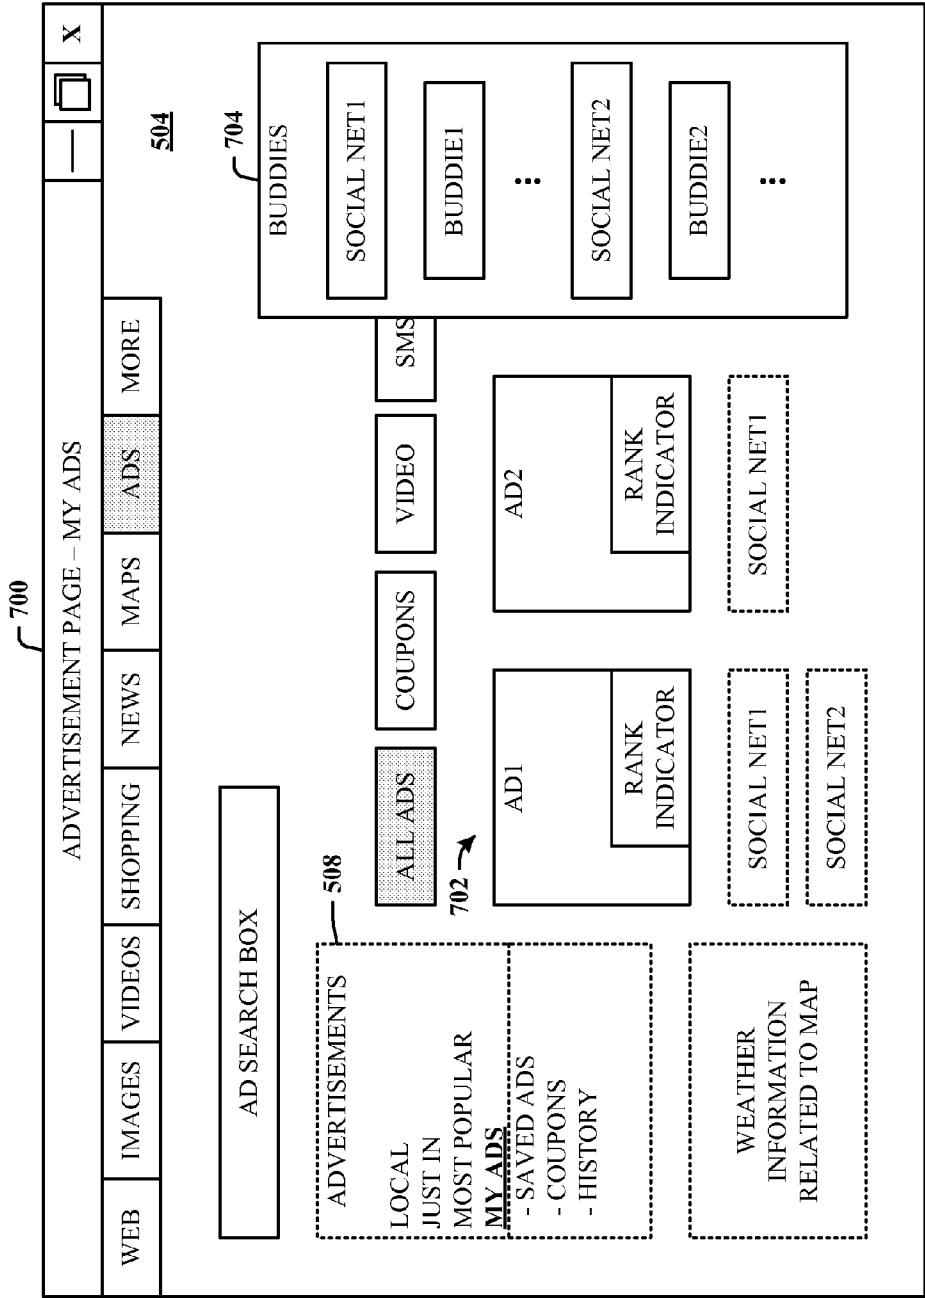 700
ADVERTISEMENT PAGE – MY ADS
X
WEB
IMAGES
VIDEOS
SHOPPING
NEWS
MAPS
ADS
MORE
504
AD SEARCH BOX
704
BUDDIES
SOCIAL NET1
BUDDIE1
...
SOCIAL NET2
BUDDIE2
...
508
ADVERTISEMENTS
LOCAL
JUST IN
MOST POPULAR
MY ADS
- SAVED ADS
- COUPONS
- HISTORY
ALL ADS
COUPONS
VIDEO
SMS
702
AD1
RANK
INDICATOR
AD2
RANK
INDICATOR
SOCIAL NET1
SOCIAL NET2
SOCIAL NET1
WEATHER
INFORMATION
RELATED TO MAP